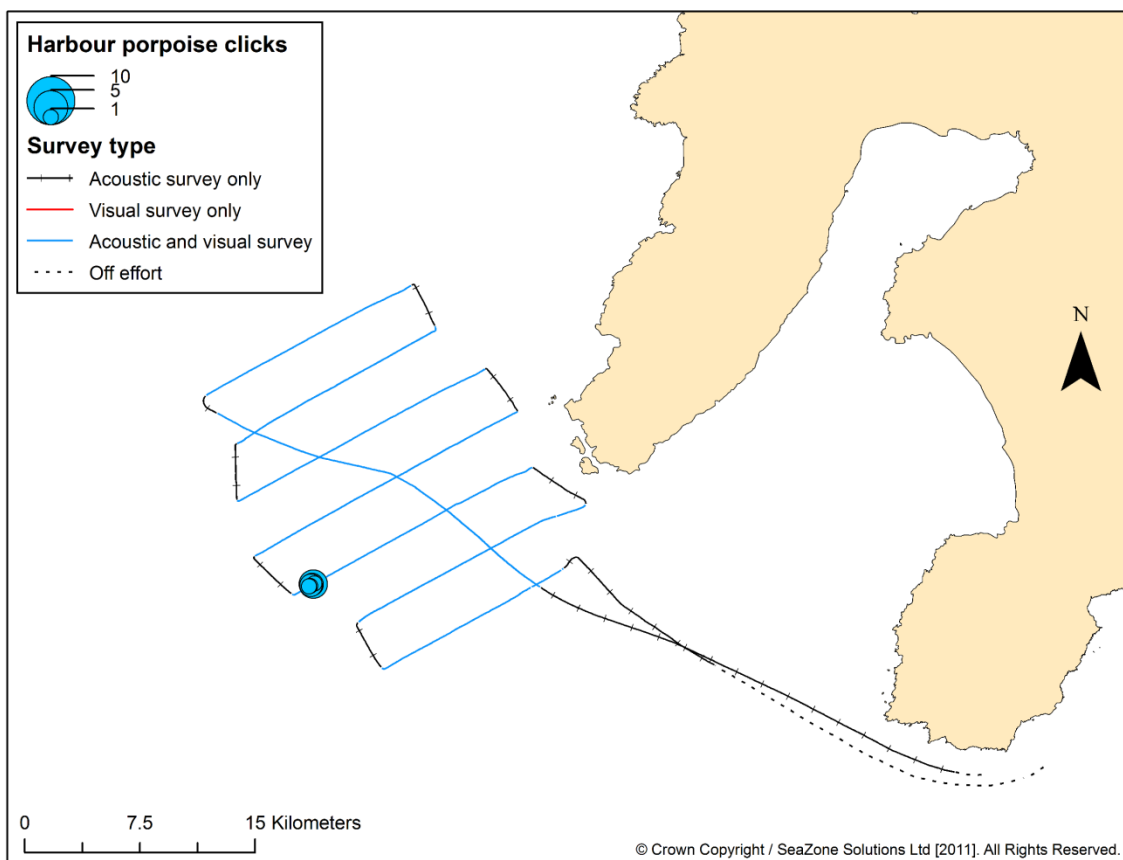 Harbour porpoise clicks
10
5
1
Survey type
Acoustic survey only
Visual survey only
Acoustic and visual survey
Off effort
N
0 7.5 15 Kilometers
© Crown Copyright / SeaZone Solutions Ltd [2011]. All Rights Reserved.